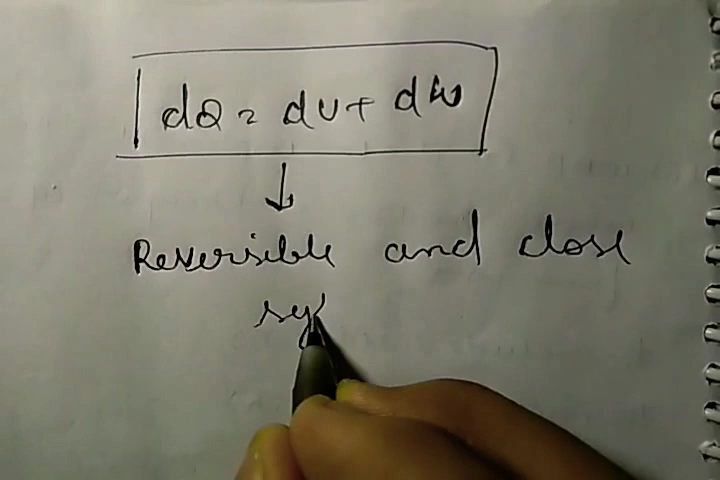 dQ = dU + dW
Reversible and close
sy